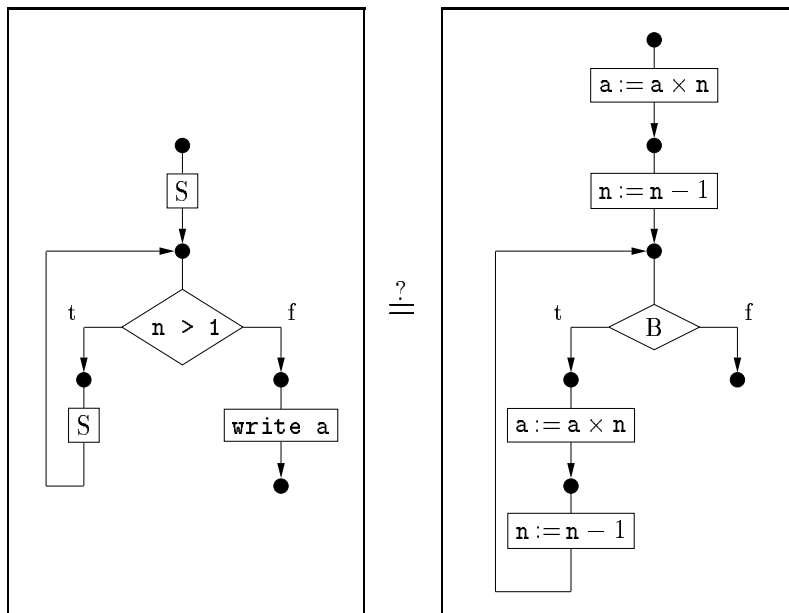 S
n > 1
t
f
S
write a
?
=
a := a × n
n := n − 1
B
t
f
a := a × n
n := n − 1